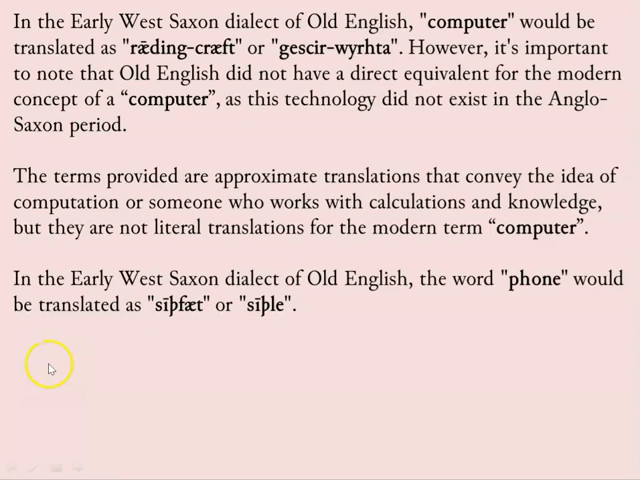 In the Early West Saxon dialect of Old English, "computer" would be
translated as "rǣding-cræft" or "gescir-wyrhta". However, it's important
to note that Old English did not have a direct equivalent for the modern
concept of a “computer”, as this technology did not exist in the Anglo-
Saxon period.
The terms provided are approximate translations that convey the idea of
computation or someone who works with calculations and knowledge,
but they are not literal translations for the modern term “computer”.
In the Early West Saxon dialect of Old English, the word "phone" would
be translated as "sīþfæt" or "sīþle".